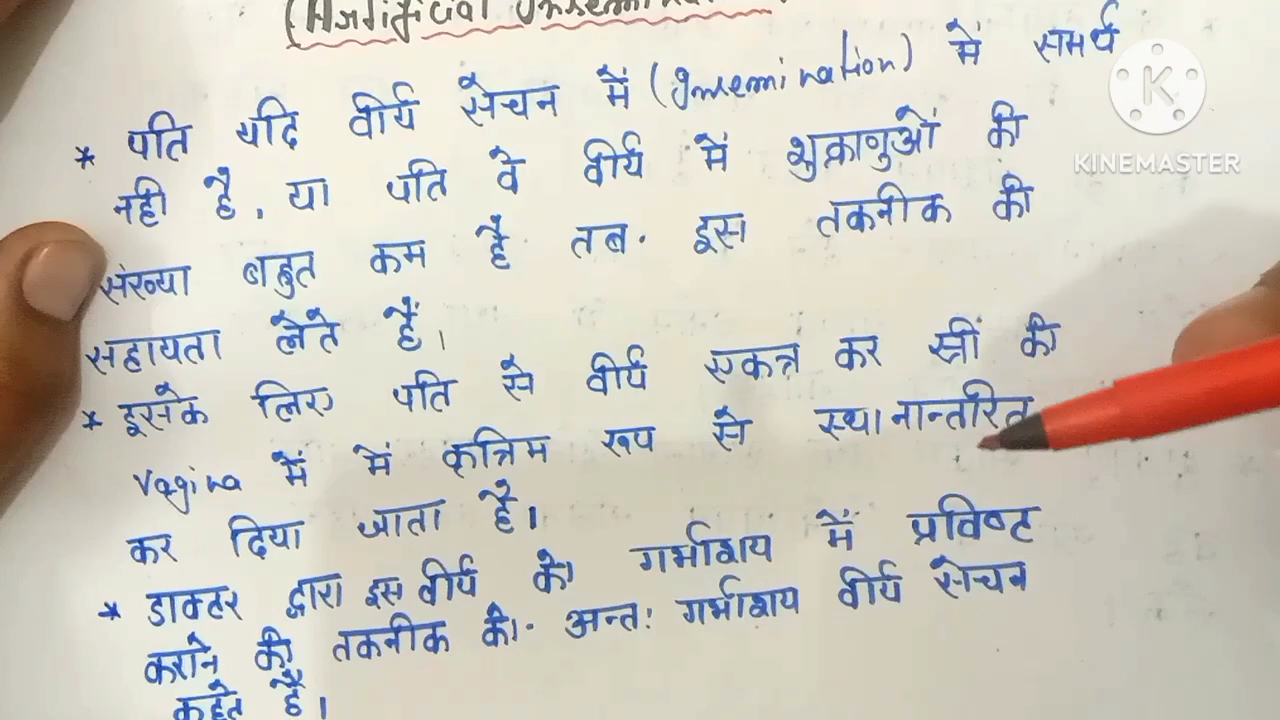 (Artificial Insemina
* पति यदि वीर्य सेचन में (Insemination) में समर्थ
नही है, या पति वे वीर्य में शुक्राणुओं की
संख्या बहुत कम है तब. इस तकनीक की
सहायता लेते हैं।
* इसके लिए पति से वीर्य एकत्र कर स्त्रीं की
vagina में में कृत्रिम रूप से स्थानान्तरित
कर दिया जाता है।
* डाक्टर द्वारा इस वीर्य को गर्भाशय में प्रविष्ट
कराने की तकनीक को. अन्तः गर्भाशय वीर्य सेचन
कहते है।
K
KINEMASTER